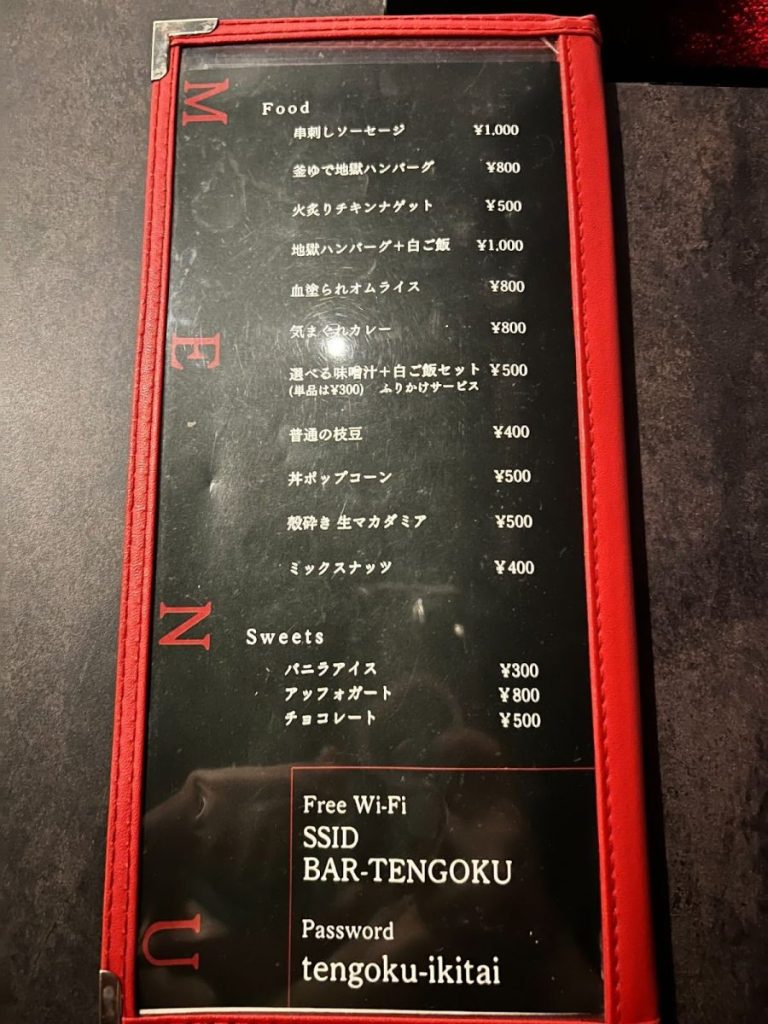 MENU
Food
串刺しソーセージ ¥1,000
釜ゆで地獄ハンバーグ ¥800
火炙りチキンナゲット ¥500
地獄ハンバーグ+白ご飯 ¥1,000
血塗られオムライス ¥800
気まぐれカレー ¥800
選べる味噌汁+白ご飯セット ¥500
(単品は¥300) ふりかけサービス
普通の枝豆 ¥400
丼ポップコーン ¥500
殻砕き 生マカダミア ¥500
ミックスナッツ ¥400
Sweets
バニラアイス ¥300
アッフォガート ¥800
チョコレート ¥500
Free Wi-Fi
SSID
BAR-TENGOKU
Password
tengoku-ikitai